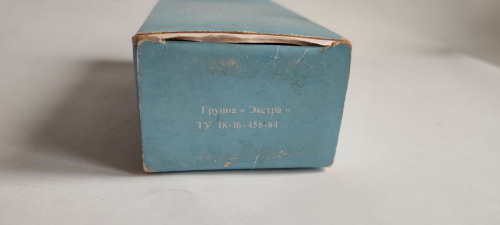 Группа « Экстра »
ТУ 18-16-458-84